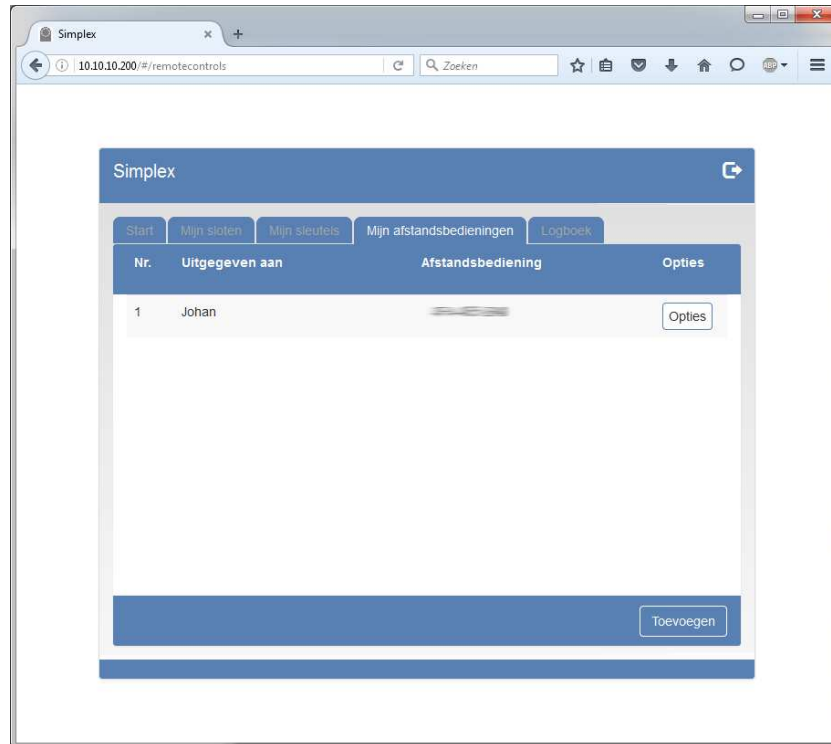 Simplex
10.10.10.200/#/remotecontrols
Zoeken
ABP
Simplex
Start Mijn sloten Mijn sleutels Mijn afstandsbedieningen Logboek
Nr. Uitgegeven aan Afstandsbediening Opties
1 Johan Opties
Toevoegen